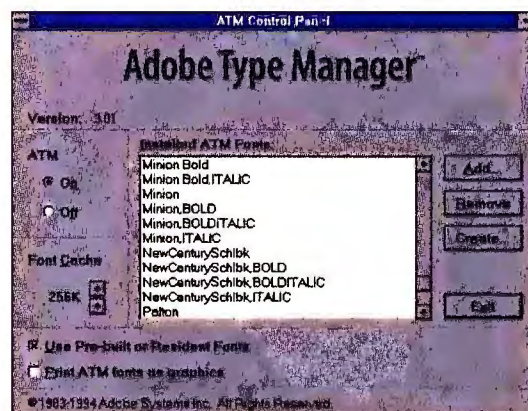 ATM Control Panel
Adobe Type Manager™
Version: 3.01
ATM
On
Off
Font Cache
256K
Installed ATM Fonts
Minion Bold
Minion Bold,ITALIC
Minion
Minion,BOLD
Minion,BOLDITALIC
Minion,ITALIC
NewCenturySchlbk
NewCenturySchlbk,BOLD
NewCenturySchlbk,BOLDITALIC
NewCenturySchlbk,ITALIC
Add...
Remove
Create...
Exit
Use Pre-built or Resident Fonts
Print ATM fonts as graphics
©1983-1994 Adobe Systems Inc. All Rights Reserved.